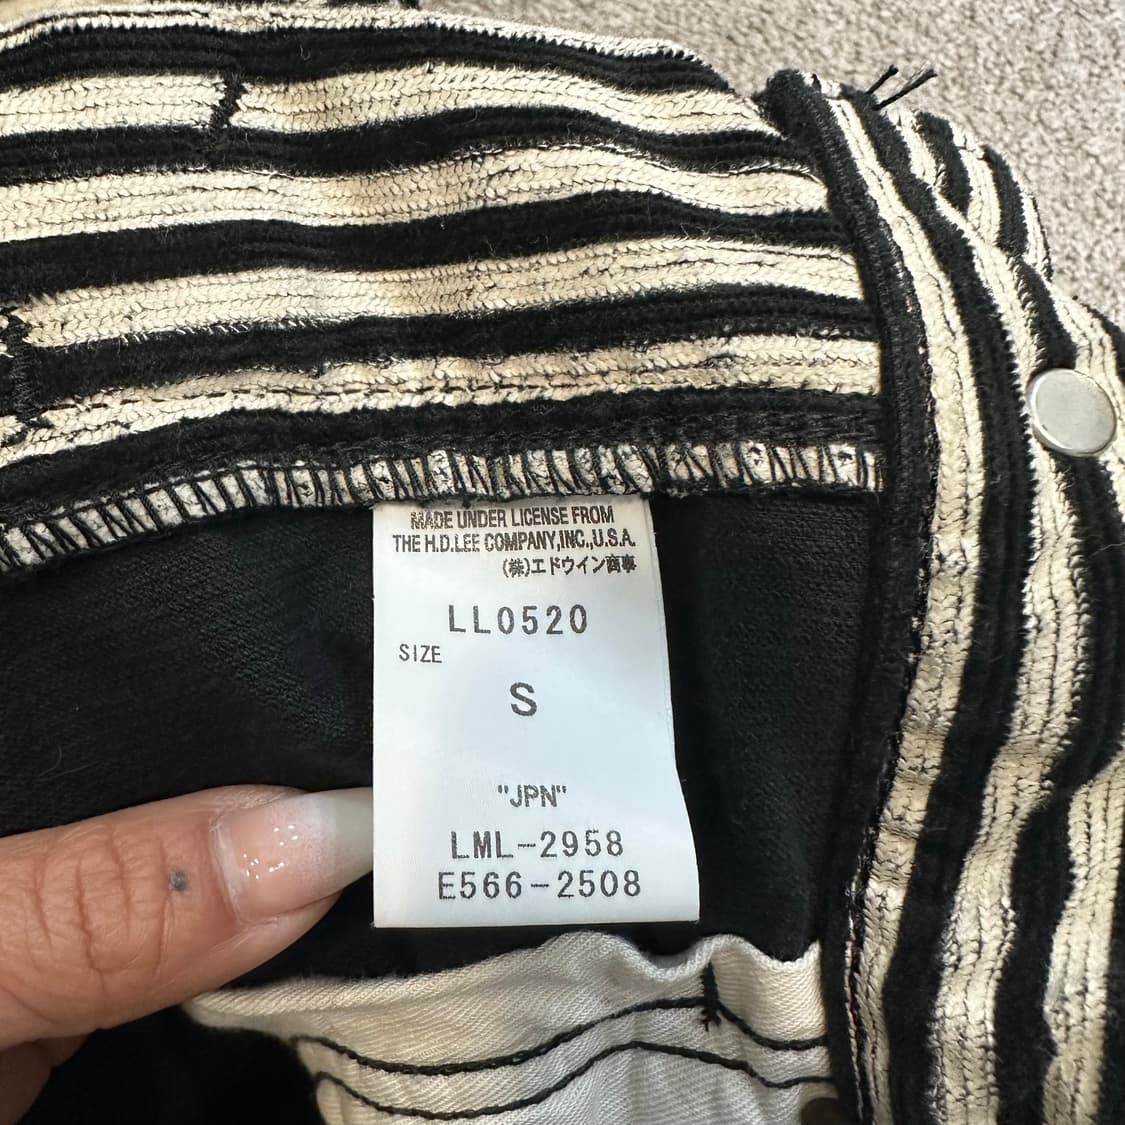 MADE UNDER LICENSE FROM
THE H.D.LEE COMPANY,INC.,U.S.A.
(株)エドウイン商事
LL0520
SIZE
S
"JPN"
LML-2958
E566-2508